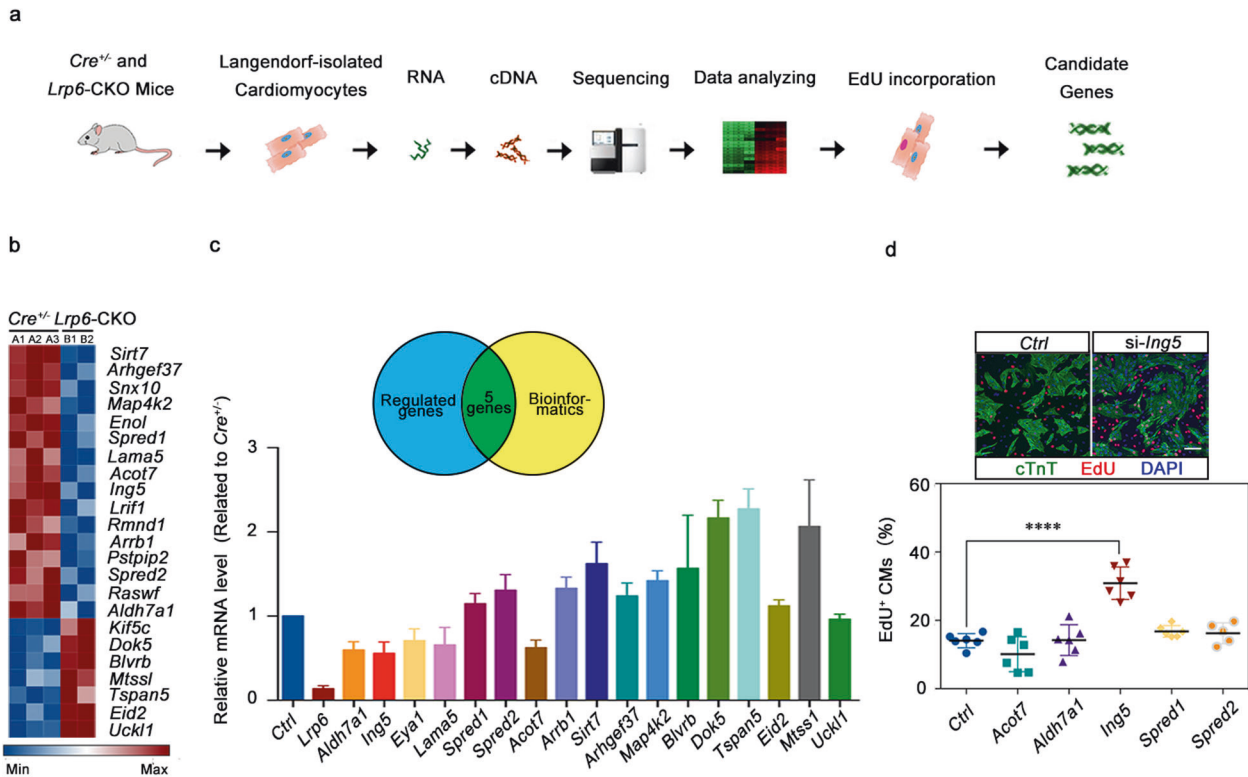 a
Cre+/- and
Lrp6-CKO Mice
Langendorf-isolated
Cardiomyocytes
RNA
cDNA
Sequencing
Data analyzing
EdU incorporation
Candidate
Genes
b
Cre+/- Lrp6-CKO
A1 A2 A3 B1 B2
Sirt7
Arhgef37
Snx10
Map4k2
Enol
Spred1
Lama5
Acot7
Ing5
Lrif1
Rmnd1
Arrb1
Pstpip2
Spred2
Raswf
Aldh7a1
Kif5c
Dok5
Blvrb
Mtssl
Tspan5
Eid2
Uckl1
Min Max
c
Regulated
genes
5
genes
Bioinfor-
matics
Relative mRNA level (Related to Cre+/-)
3
2
1
0
Ctrl
Lrp6
Aldh7a1
Ing5
Eya1
Lama5
Spred1
Spred2
Acot7
Arrb1
Sirt7
Arhgef37
Map4k2
Blvrb
Dok5
Tspan5
Eid2
Mtss1
Uckl1
d
Ctrl si-Ing5
cTnT EdU DAPI
EdU+ CMs (%)
60
40
20
0
****
Ctrl
Acot7
Aldh7a1
Ing5
Spred1
Spred2